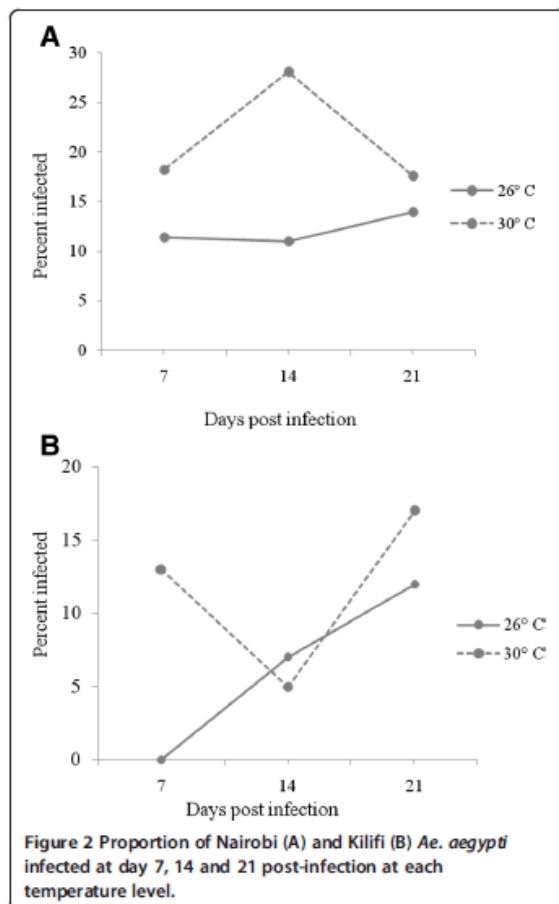 A
30
25
20
15
10
5
0
Percent infected
7 14 21
Days post infection
26° C
30° C
B
20
15
10
5
0
Percent infected
7 14 21
Days post infection
26° C
30° C
Figure 2 Proportion of Nairobi (A) and Kilifi (B) Ae. aegypti
infected at day 7, 14 and 21 post-infection at each
temperature level.